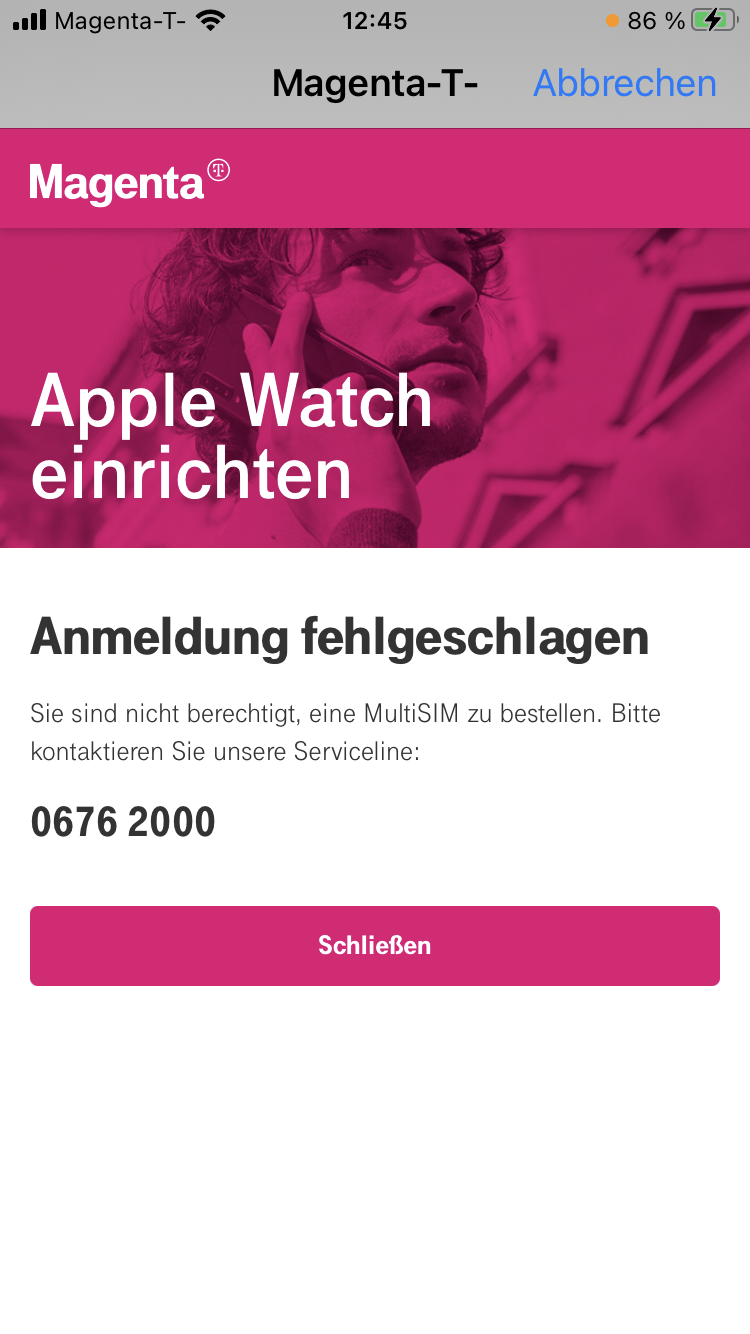 Magenta-T- 12:45 86 %
Magenta-T- Abbrechen
Magenta T
Apple Watch
einrichten
Anmeldung fehlgeschlagen
Sie sind nicht berechtigt, eine MultiSIM zu bestellen. Bitte
kontaktieren Sie unsere Serviceline:
0676 2000
Schließen